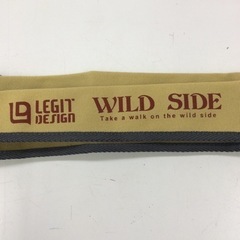 LEGIT DESIGN
WILD SIDE
Take a walk on the wild side